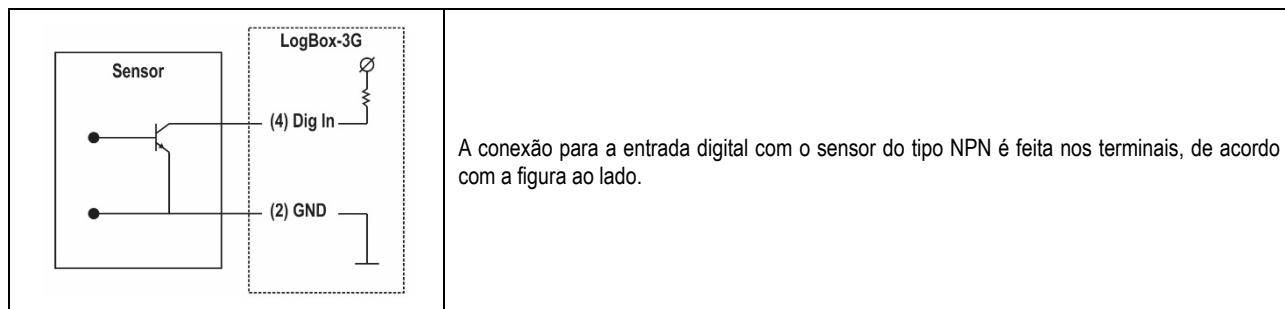 LogBox-3G
Sensor
(4) Dig In
(2) GND
A conexão para a entrada digital com o sensor do tipo NPN é feita nos terminais, de acordo
com a figura ao lado.